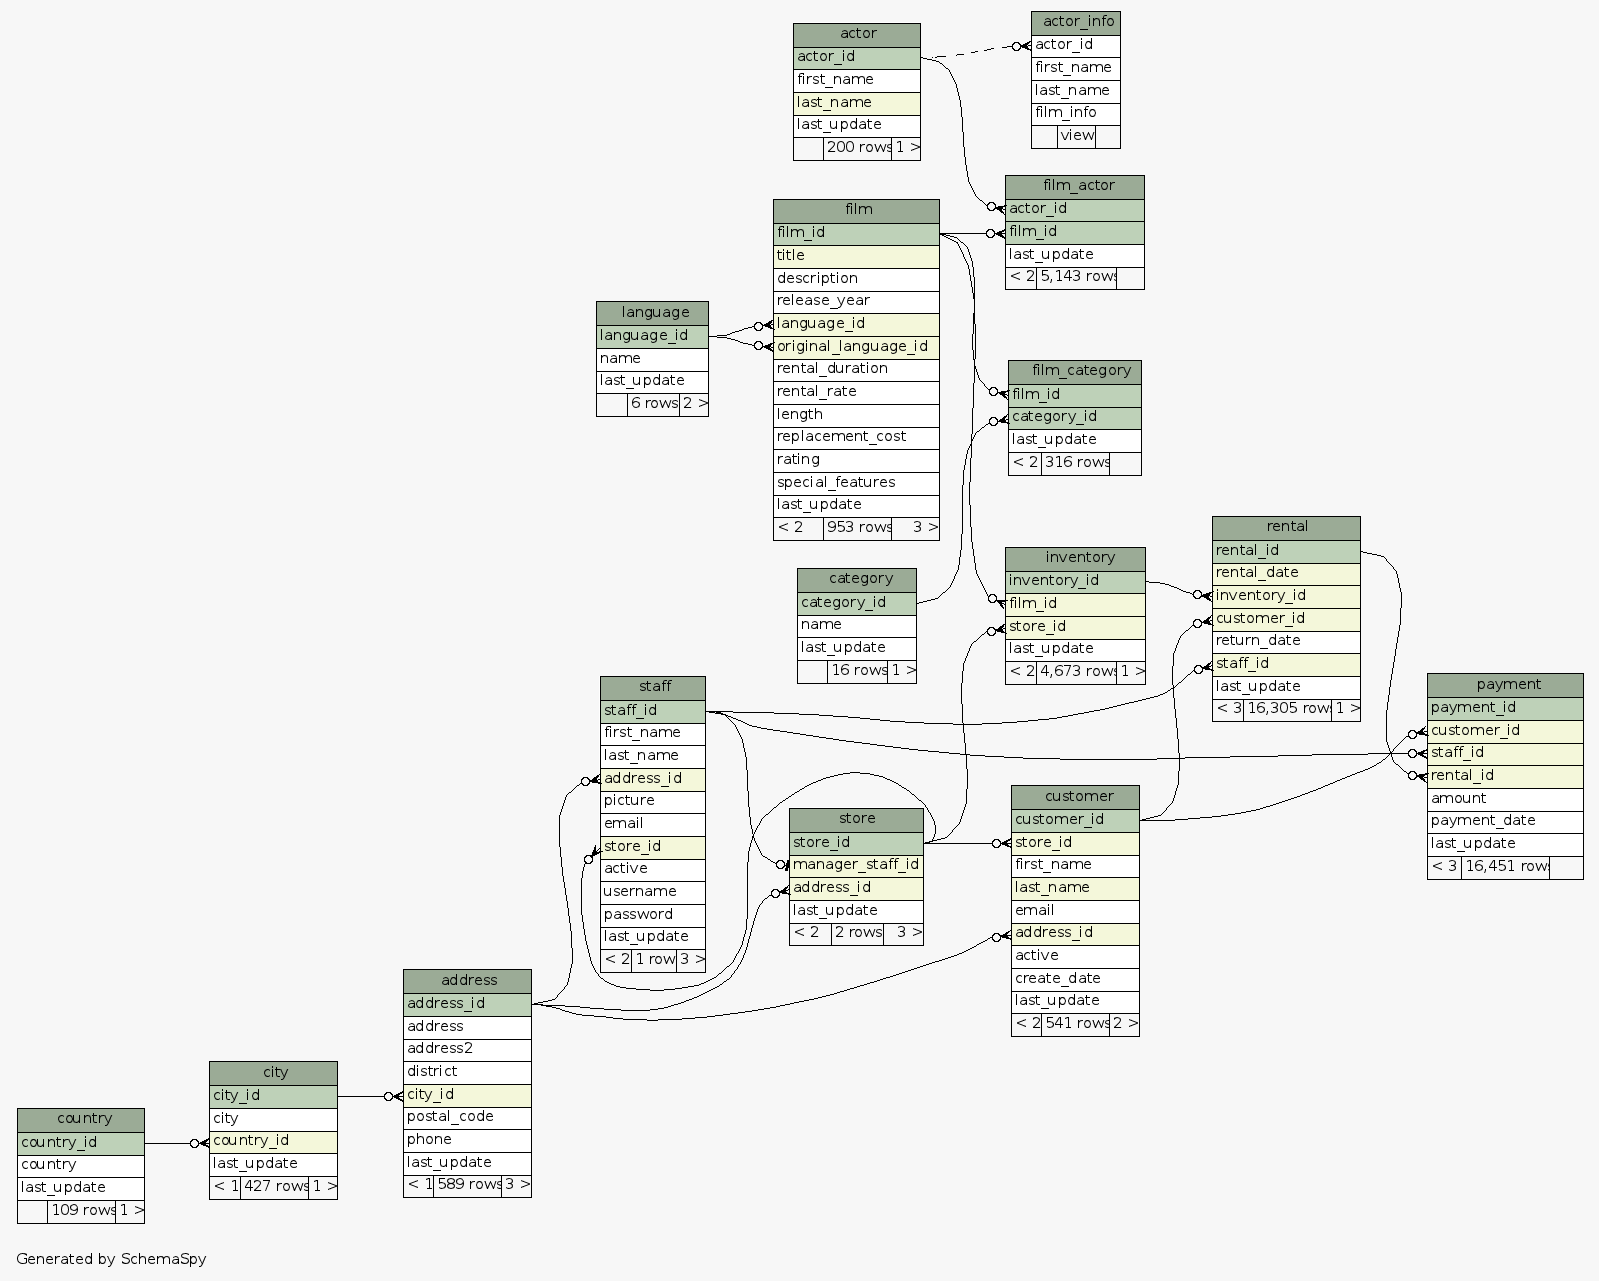 actor
actor_id
first_name
last_name
last_update
200 rows 1 >
actor_info
actor_id
first_name
last_name
film_info
view
film_actor
actor_id
film_id
last_update
< 2 5,143 rows
film
film_id
title
description
release_year
language_id
original_language_id
rental_duration
rental_rate
length
replacement_cost
rating
special_features
last_update
< 2 953 rows 3 >
language
language_id
name
last_update
6 rows 2 >
film_category
film_id
category_id
last_update
< 2 316 rows
rental
rental_id
rental_date
inventory_id
customer_id
return_date
staff_id
last_update
< 3 16,305 rows 1 >
inventory
inventory_id
film_id
store_id
last_update
< 2 4,673 rows 1 >
category
category_id
name
last_update
16 rows 1 >
staff
staff_id
first_name
last_name
address_id
picture
email
store_id
active
username
password
last_update
< 2 1 row 3 >
payment
payment_id
customer_id
staff_id
rental_id
amount
payment_date
last_update
< 3 16,451 rows
customer
customer_id
store_id
first_name
last_name
email
address_id
active
create_date
last_update
< 2 541 rows 2 >
store
store_id
manager_staff_id
address_id
last_update
< 2 2 rows 3 >
address
address_id
address
address2
district
city_id
postal_code
phone
last_update
< 1 589 rows 3 >
city
city_id
city
country_id
last_update
< 1 427 rows 1 >
country
country_id
country
last_update
109 rows 1 >
Generated by SchemaSpy